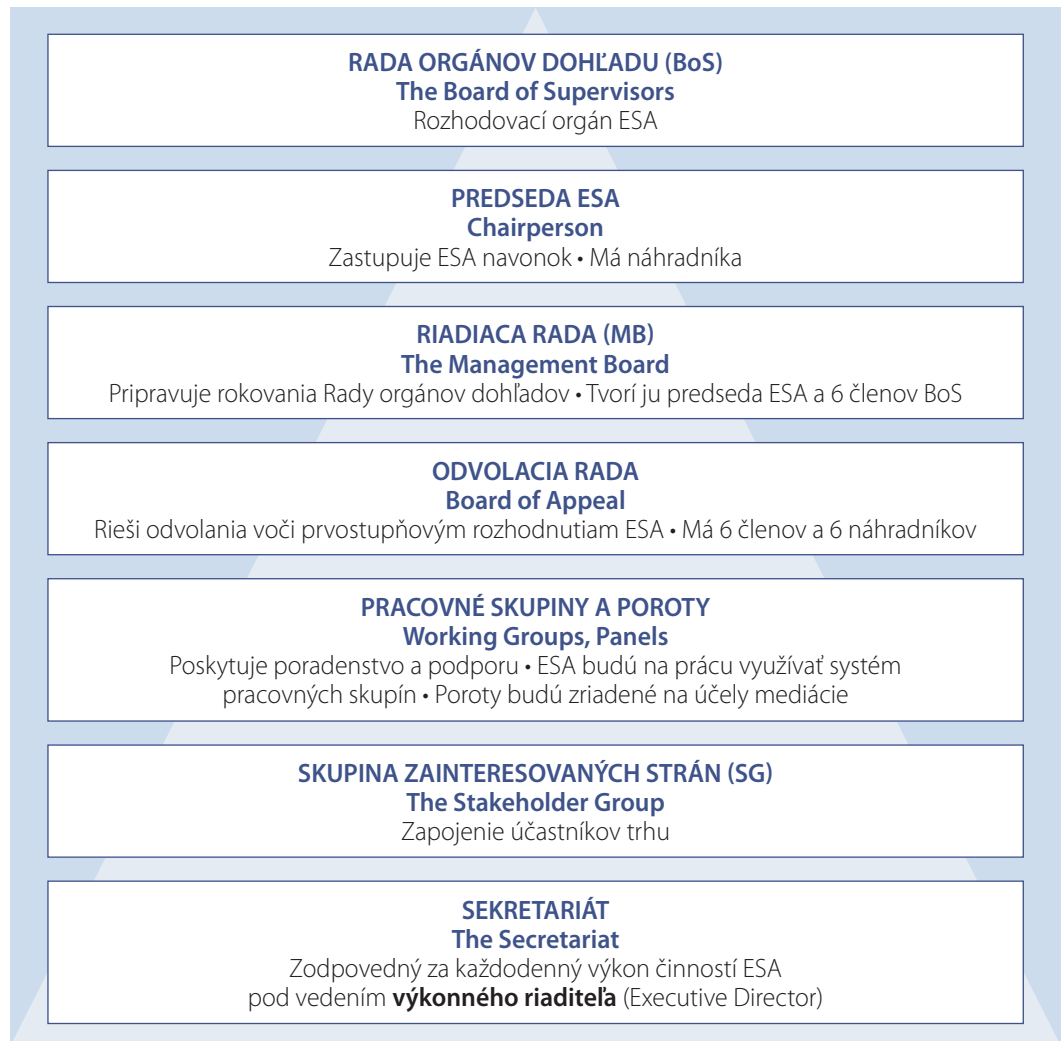 RADA ORGÁNOV DOHĽADU (BoS)
The Board of Supervisors
Rozhodovací orgán ESA
PREDSEDA ESA
Chairperson
Zastupuje ESA navonok • Má náhradníka
RIADIACA RADA (MB)
The Management Board
Pripravuje rokovania Rady orgánov dohľadov • Tvorí ju predseda ESA a 6 členov BoS
ODVOLACIA RADA
Board of Appeal
Rieši odvolania voči prvostupňovým rozhodnutiam ESA • Má 6 členov a 6 náhradníkov
PRACOVNÉ SKUPINY A POROTY
Working Groups, Panels
Poskytuje poradenstvo a podporu • ESA budú na prácu využívať systém
pracovných skupín • Poroty budú zriadené na účely mediácie
SKUPINA ZAINTERESOVANÝCH STRÁN (SG)
The Stakeholder Group
Zapojenie účastníkov trhu
SEKRETARIÁT
The Secretariat
Zodpovedný za každodenný výkon činností ESA
pod vedením výkonného riaditeľa (Executive Director)